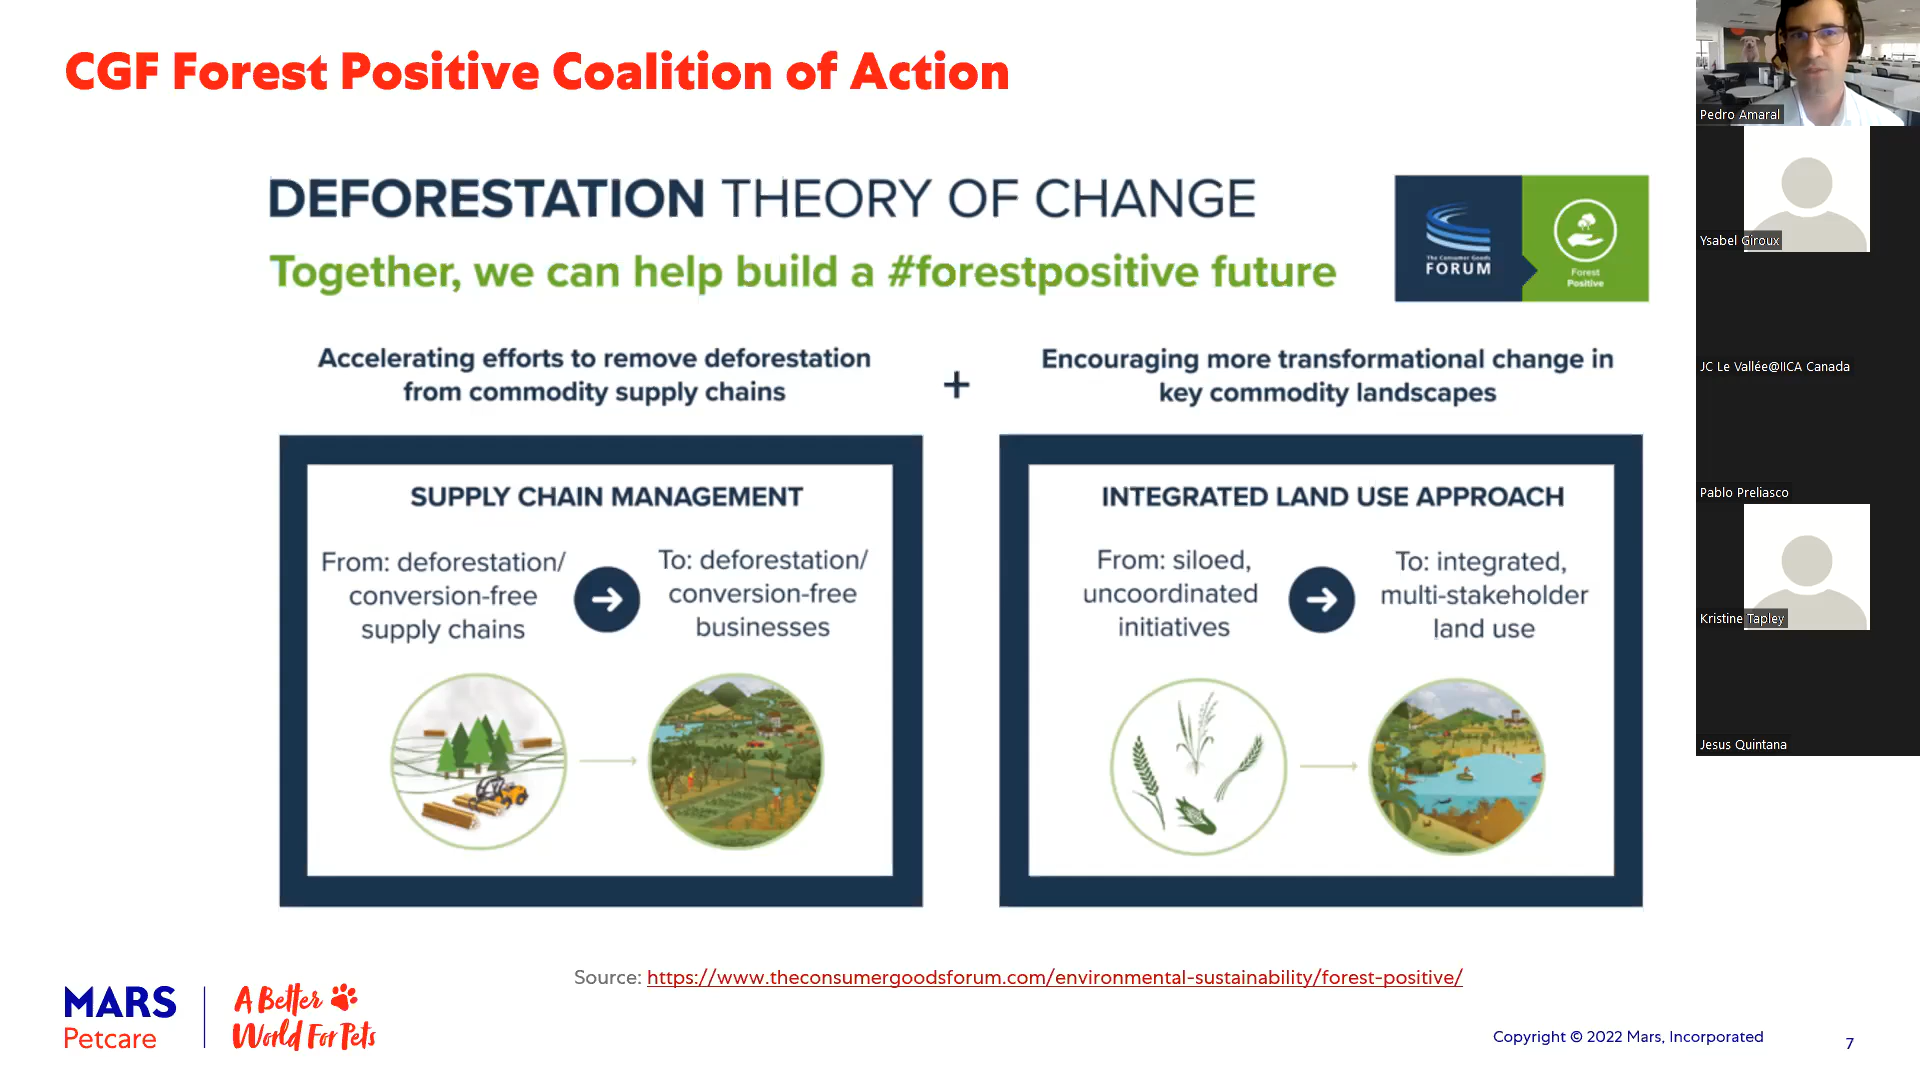 CGF Forest Positive Coalition of Action
DEFORESTATION THEORY OF CHANGE
Together, we can help build a #forestpositive future
The Consumer Goods
FORUM
Forest
Positive
Accelerating efforts to remove deforestation
from commodity supply chains
+
Encouraging more transformational change in
key commodity landscapes
SUPPLY CHAIN MANAGEMENT
From: deforestation/
conversion-free
supply chains
To: deforestation/
conversion-free
businesses
INTEGRATED LAND USE APPROACH
From: siloed,
uncoordinated
initiatives
To: integrated,
multi-stakeholder
land use
Source: https://www.theconsumergoodsforum.com/environmental-sustainability/forest-positive/
MARS
Petcare
A Better
World For Pets
Copyright © 2022 Mars, Incorporated
7
Pedro Amaral
Ysabel Giroux
JC Le Vallée@IICA Canada
Pablo Preliasco
Kristine Tapley
Jesus Quintana